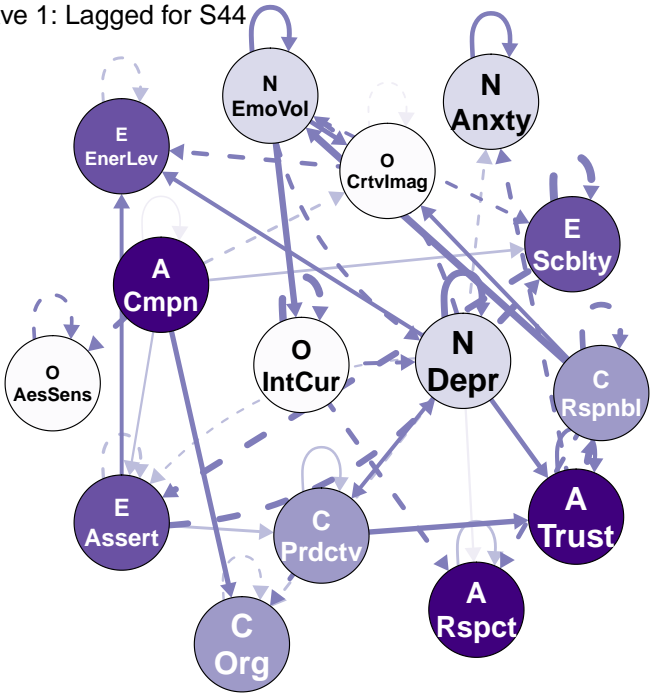 ve 1: Lagged for S44
N
EmoVol
N
Anxty
E
EnerLev
O
CrtvImag
E
Scblty
A
Cmpn
O
AesSens
O
IntCur
N
Depr
C
Rspnbl
E
Assert
C
Prdctv
A
Trust
C
Org
A
Rspct